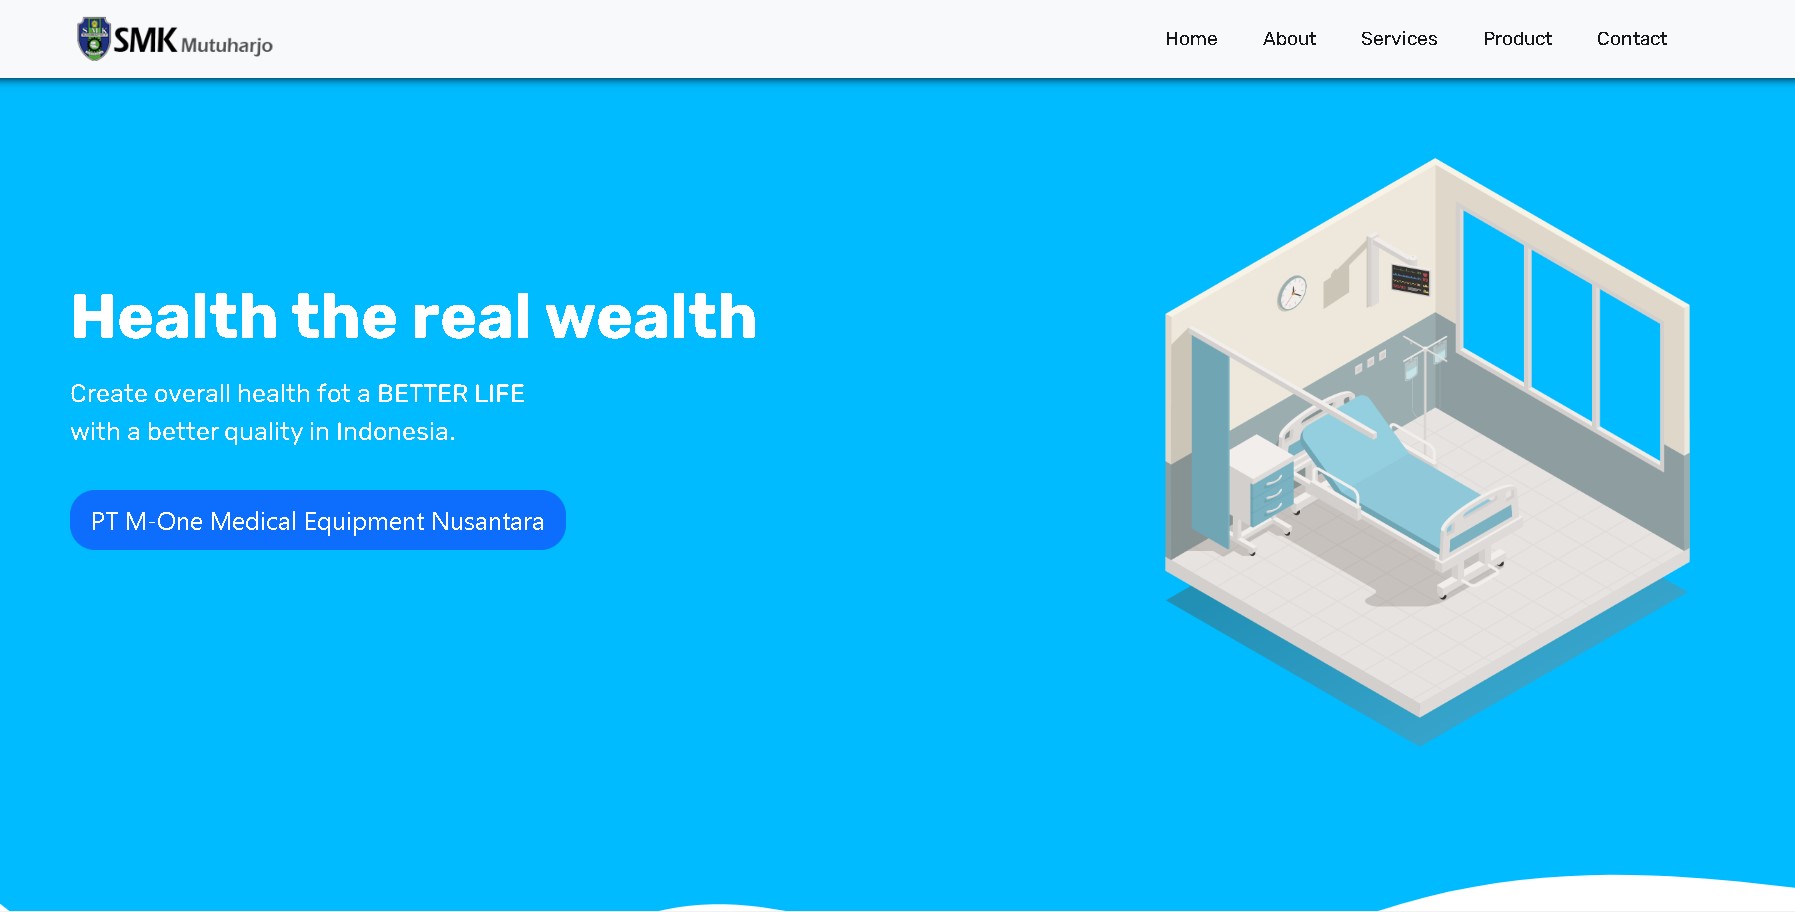 SMK Mutuharjo
Home About Services Product Contact
Health the real wealth
Create overall health fot a BETTER LIFE
with a better quality in Indonesia.
PT M-One Medical Equipment Nusantara